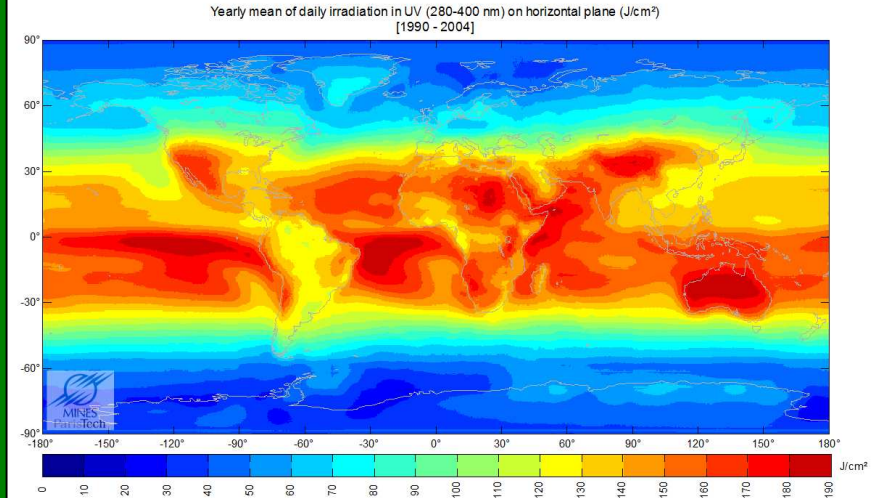 Yearly mean of daily irradiation in UV (280-400 nm) on horizontal plane (J/cm²)
[1990 - 2004]
90°
60°
30°
0°
-30°
-60°
-90°
MINES
ParisTech
-180° -150° -120° -90° -60° -30° 0° 30° 60° 90° 120° 150° 180°
J/cm²
0 10 20 30 40 50 60 70 80 90 100 110 120 130 140 150 160 170 180 190